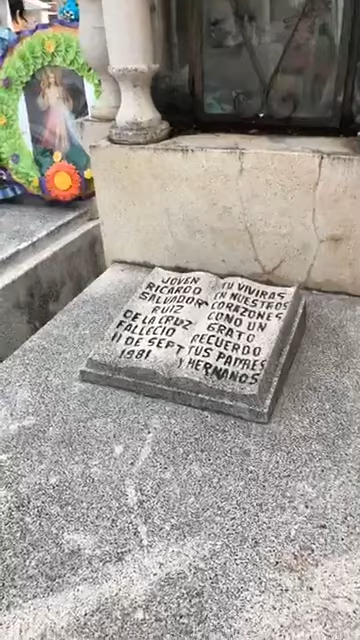 JOVEN
RICARDO
SALVADOR
RUIZ
DE LA CRUZ
FALLECIO
11 DE SEPT
1981
TU VIVIRAS
EN NUESTROS
CORAZONES
COMO UN
GRATO
RECUERDO
TUS PADRES
Y HERMANOS